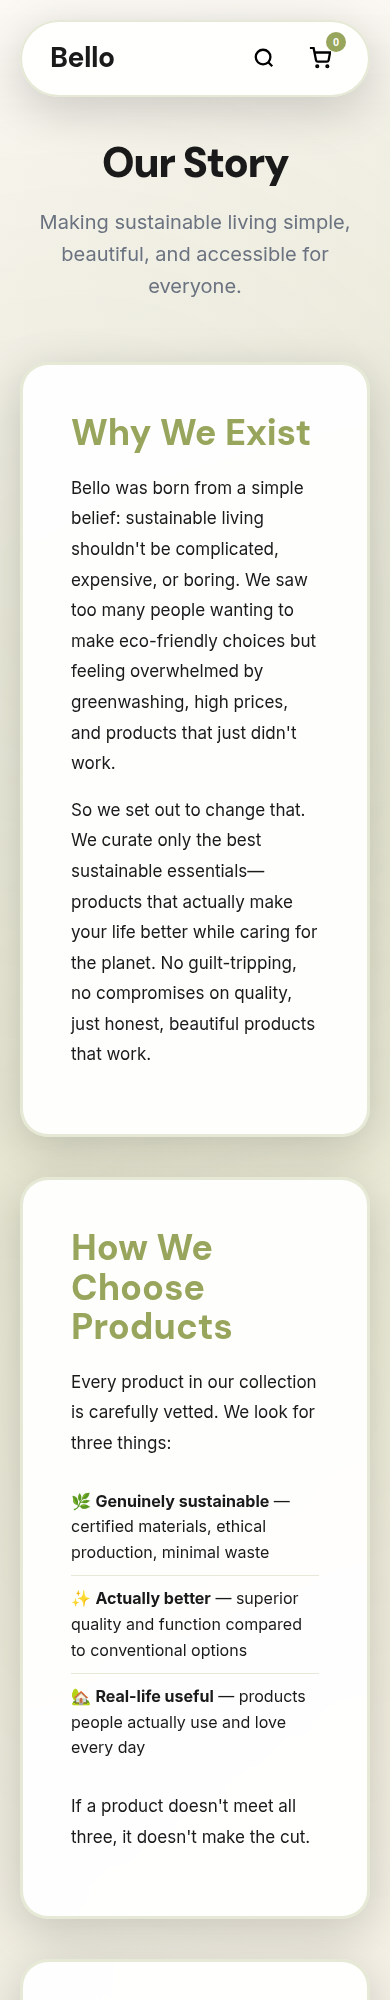 Bello
0
Our Story
Making sustainable living simple,
beautiful, and accessible for
everyone.
Why We Exist
Bello was born from a simple
belief: sustainable living
shouldn't be complicated,
expensive, or boring. We saw
too many people wanting to
make eco-friendly choices but
feeling overwhelmed by
greenwashing, high prices,
and products that just didn't
work.
So we set out to change that.
We curate only the best
sustainable essentials—
products that actually make
your life better while caring for
the planet. No guilt-tripping,
no compromises on quality,
just honest, beautiful products
that work.
How We
Choose
Products
Every product in our collection
is carefully vetted. We look for
three things:
🌿 Genuinely sustainable —
certified materials, ethical
production, minimal waste
✨ Actually better — superior
quality and function compared
to conventional options
🏡 Real-life useful — products
people actually use and love
every day
If a product doesn't meet all
three, it doesn't make the cut.